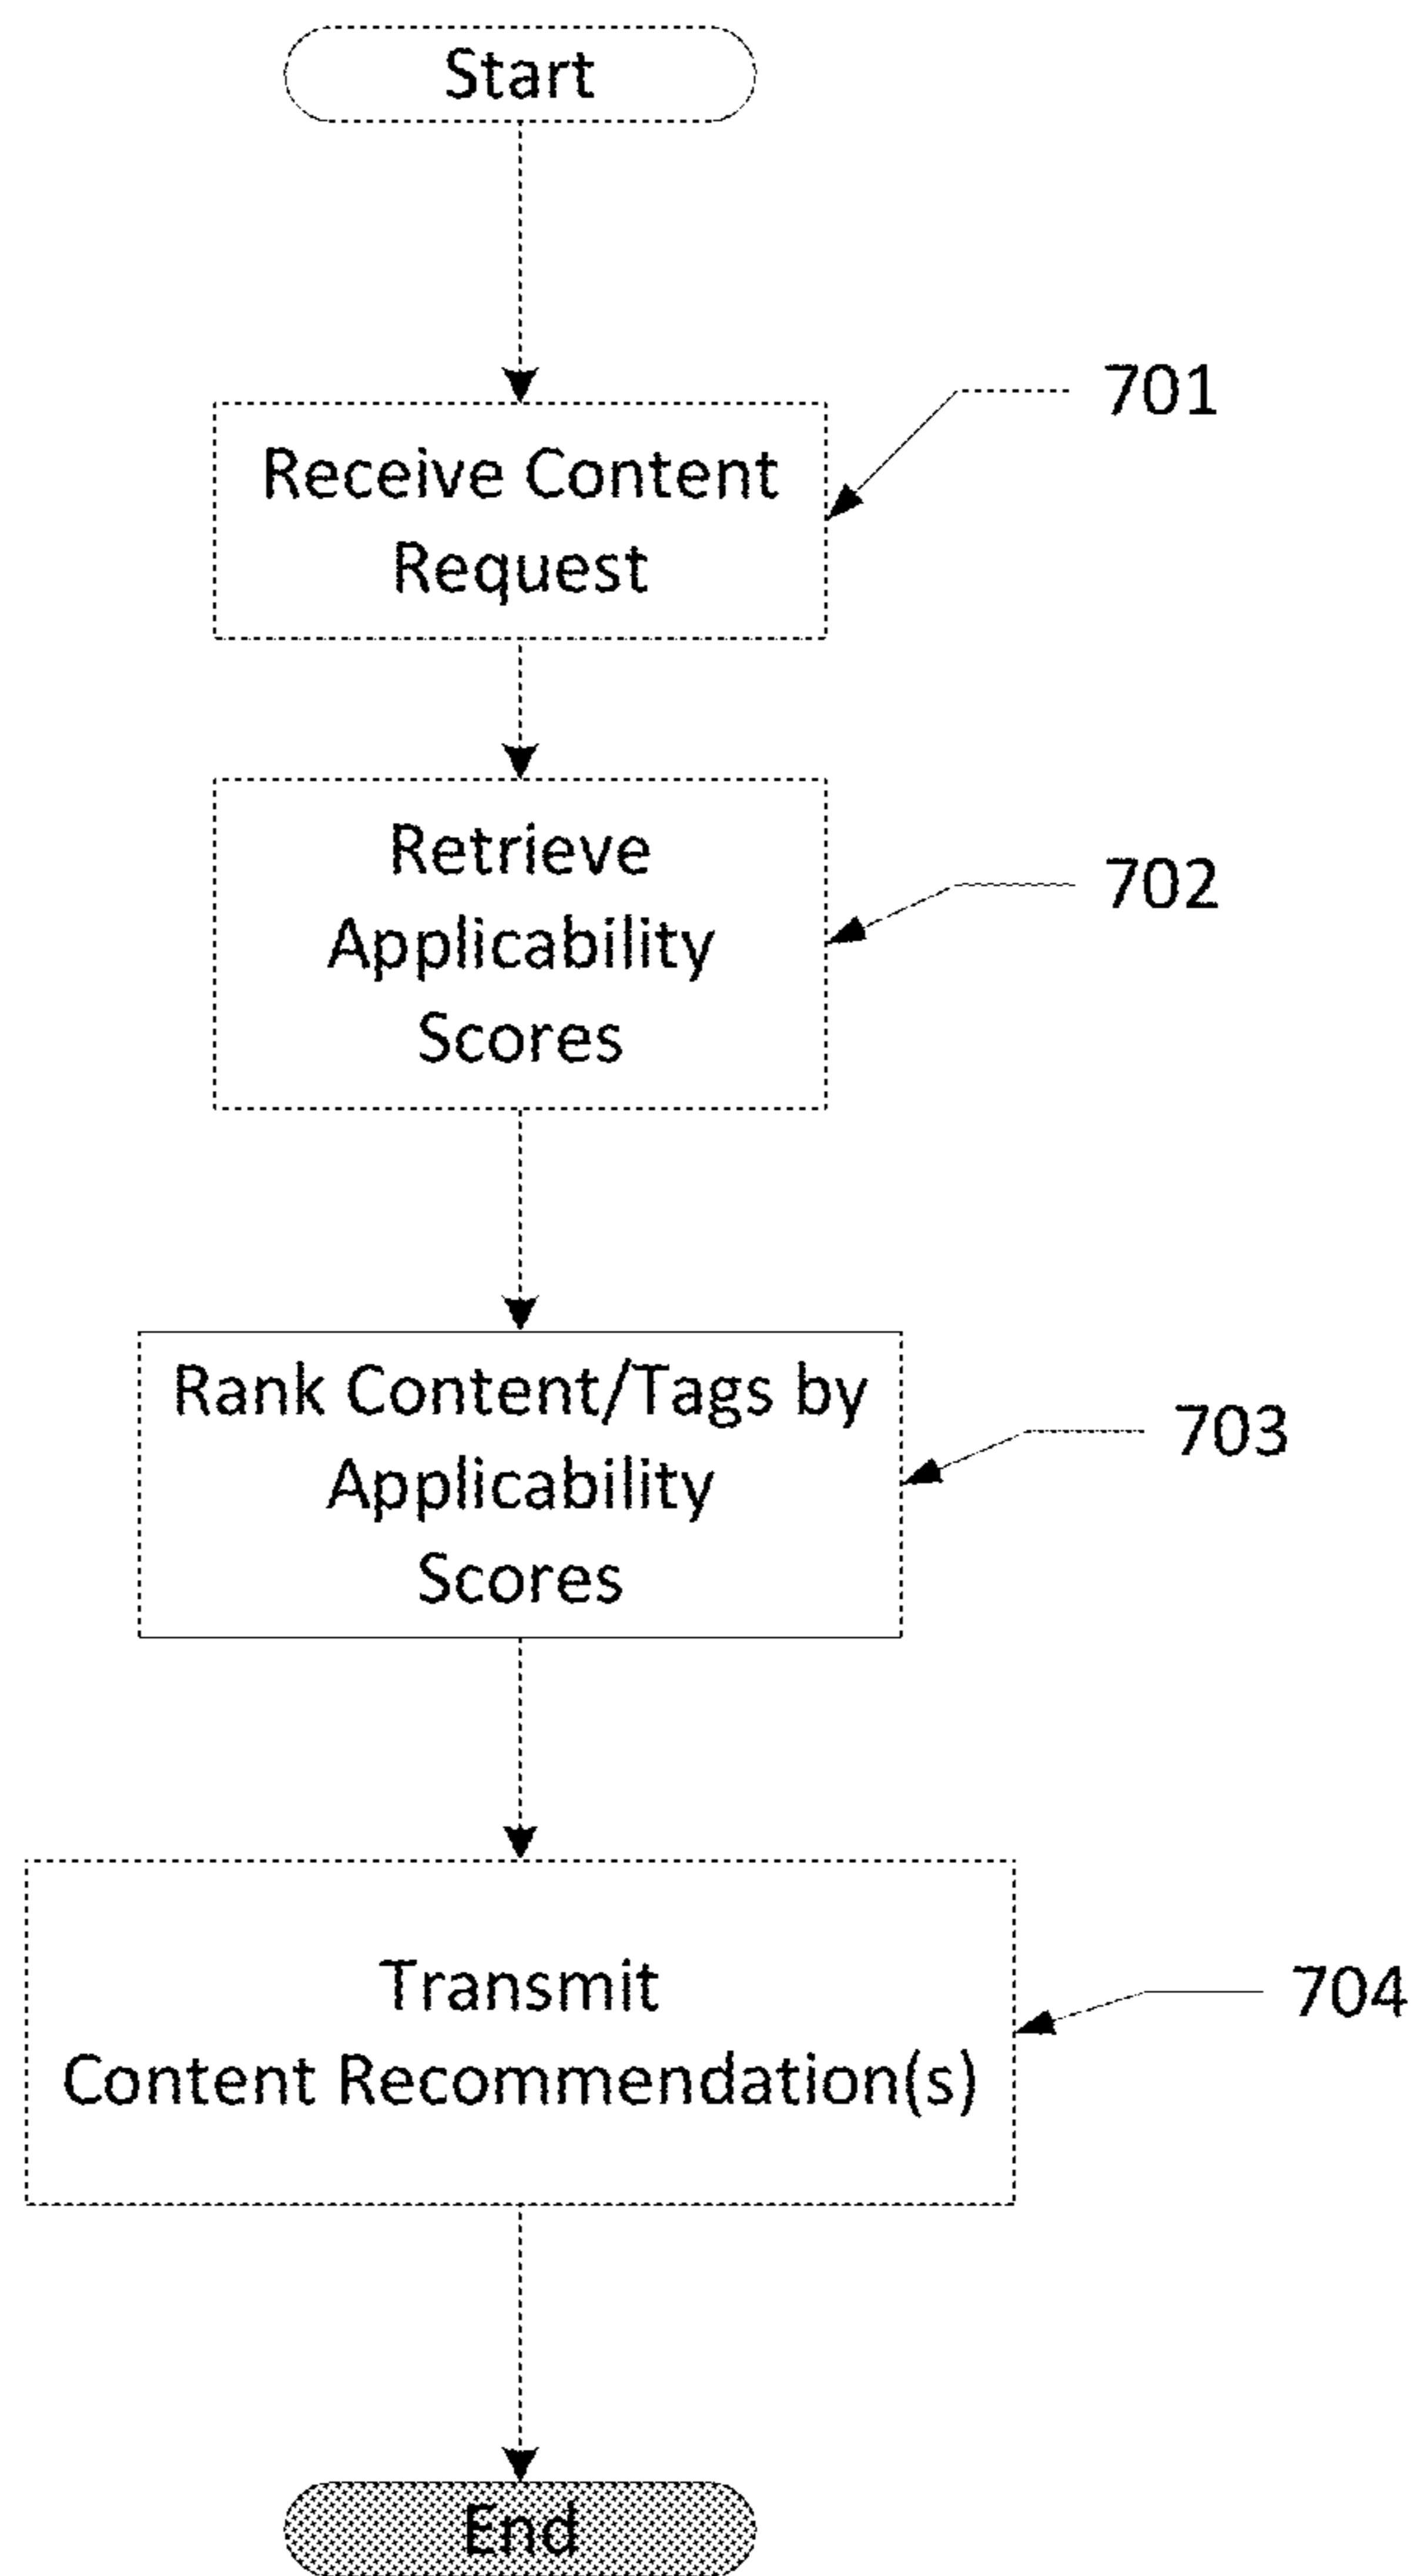 Start
701
Receive Content
Request
Retrieve
702
Applicability
Scores
Rank Content/Tags by
703
Applicability
Scores
Transmit
704
Content Recommendation(s)
End